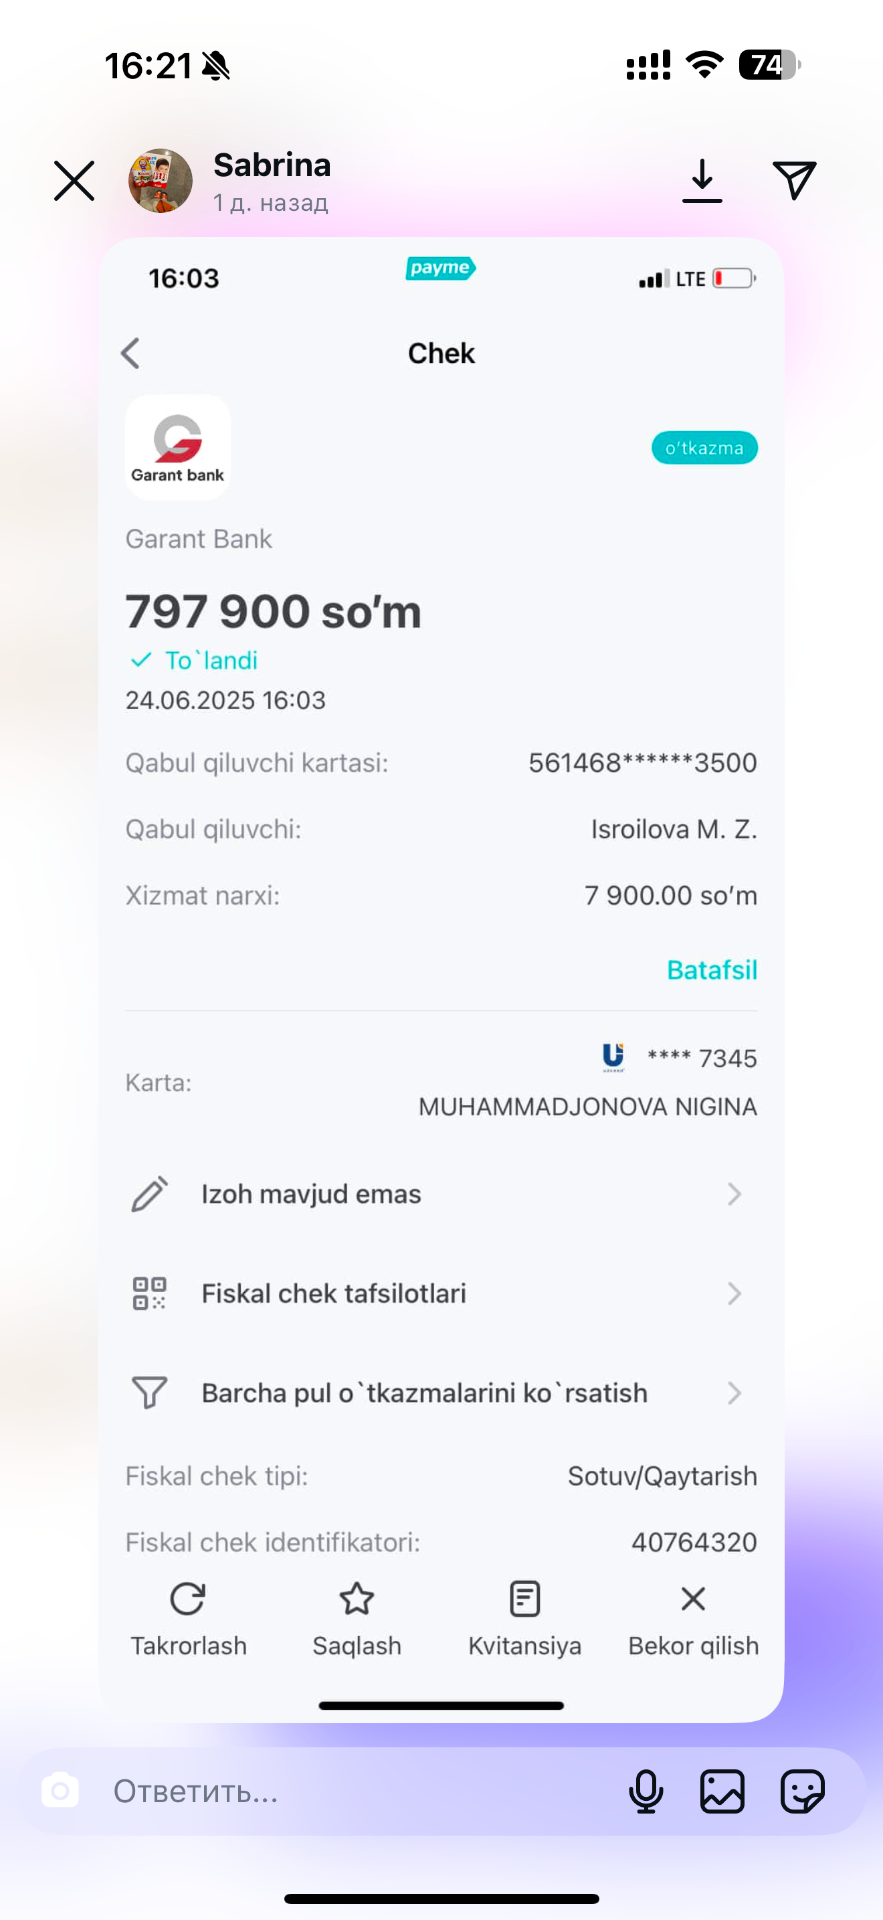 16:21
74
Sabrina
1 д. назад
16:03
payme
LTE
Chek
Garant bank
o'tkazma
Garant Bank
797 900 so'm
To`landi
24.06.2025 16:03
Qabul qiluvchi kartasi: 561468******3500
Qabul qiluvchi: Isroilova M. Z.
Xizmat narxi: 7 900.00 so'm
Batafsil
**** 7345
Karta:
MUHAMMADJONOVA NIGINA
Izoh mavjud emas
Fiskal chek tafsilotlari
Barcha pul o`tkazmalarini ko`rsatish
Fiskal chek tipi: Sotuv/Qaytarish
Fiskal chek identifikatori: 40764320
Takrorlash Saqlash Kvitansiya Bekor qilish
Ответить...